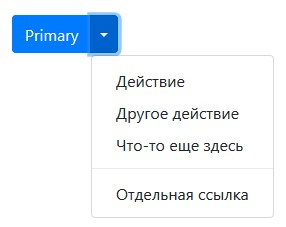 Primary
Действие
Другое действие
Что-то еще здесь
Отдельная ссылка